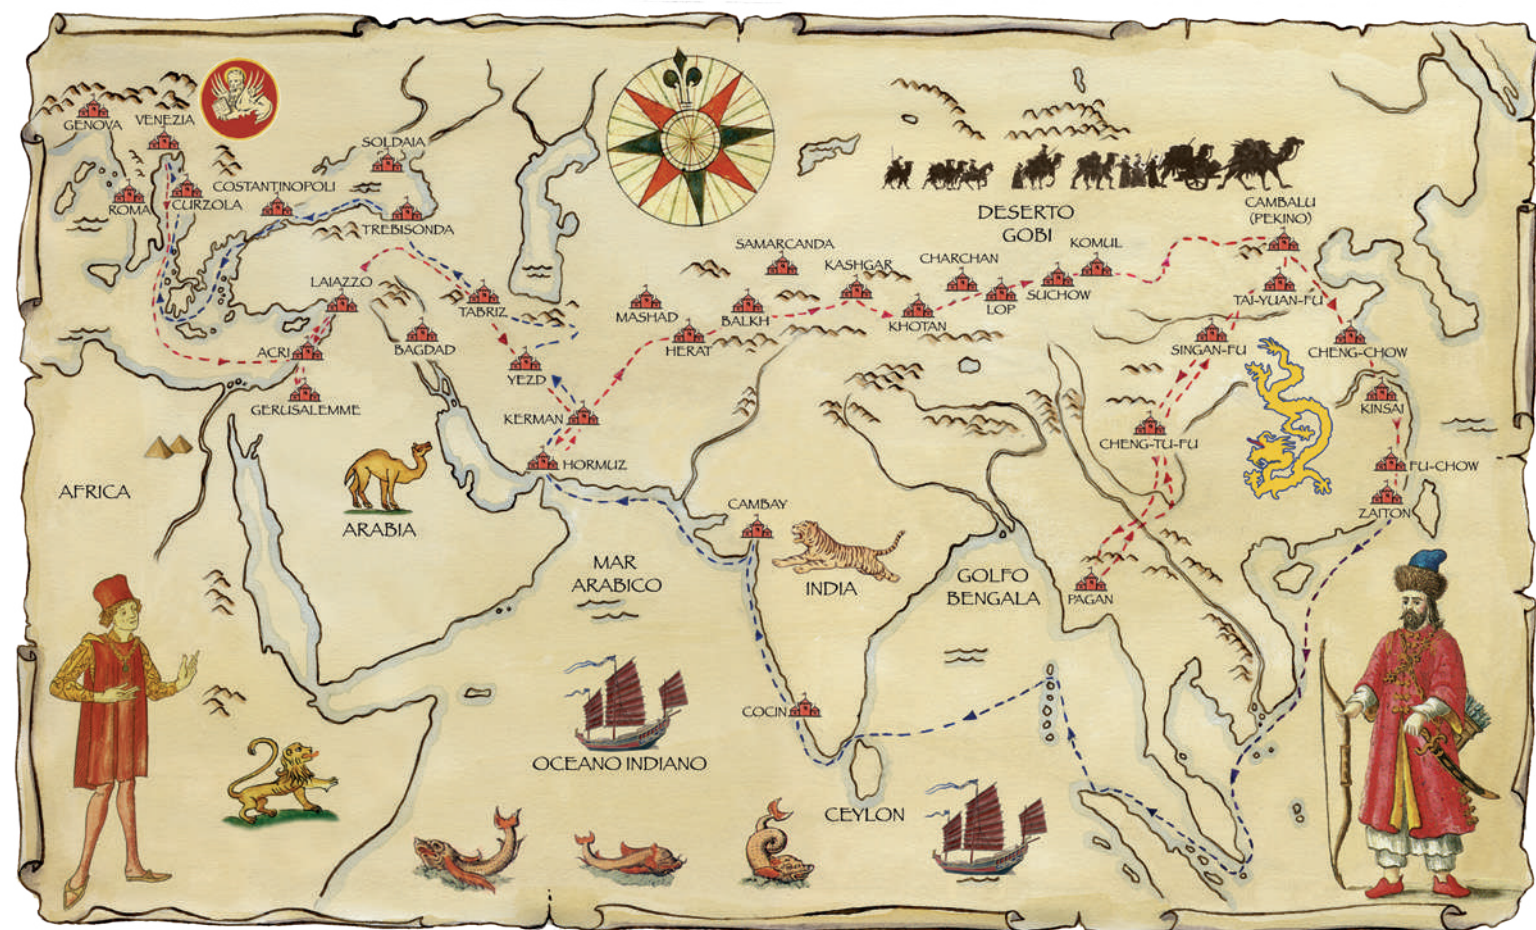 GENOVA
VENEZIA
SOLDAIA
ROMA
CURZOLA
COSTANTINOPOLI
TREBISONDA
DESERTO
GOBI
CAMBALU
(PEKINO)
SAMARCANDA
KASHGAR
CHARCHAN
KOMUL
LAIAZZO
TABRIZ
MASHAD
BALKH
KHOTAN
LOP
SUCHOW
TAI-YUAN-FU
ACRI
BAGDAD
YEZD
HERAT
SINGAN-FU
CHENG-CHOW
GERUSALEMME
KERMAN
KINSAI
CHENG-TU-FU
HORMUZ
FU-CHOW
AFRICA
ARABIA
CAMBAY
ZAITON
MAR
ARABICO
INDIA
GOLFO
BENGALA
PAGAN
COCIN
OCEANO INDIANO
CEYLON